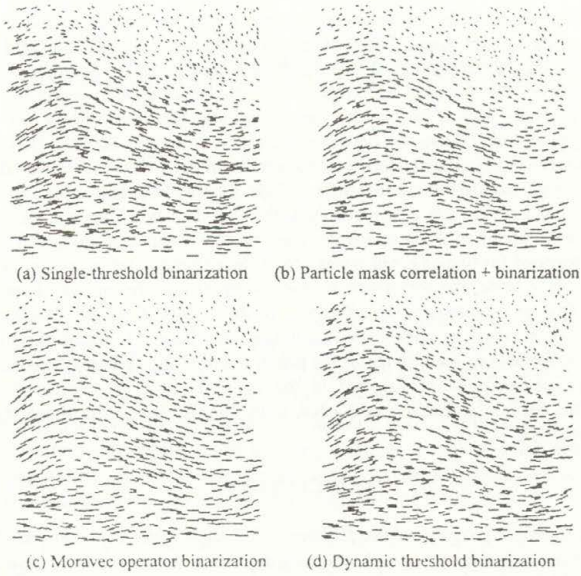 (a) Single-threshold binarization
(b) Particle mask correlation + binarization
(c) Moravec operator binarization
(d) Dynamic threshold binarization